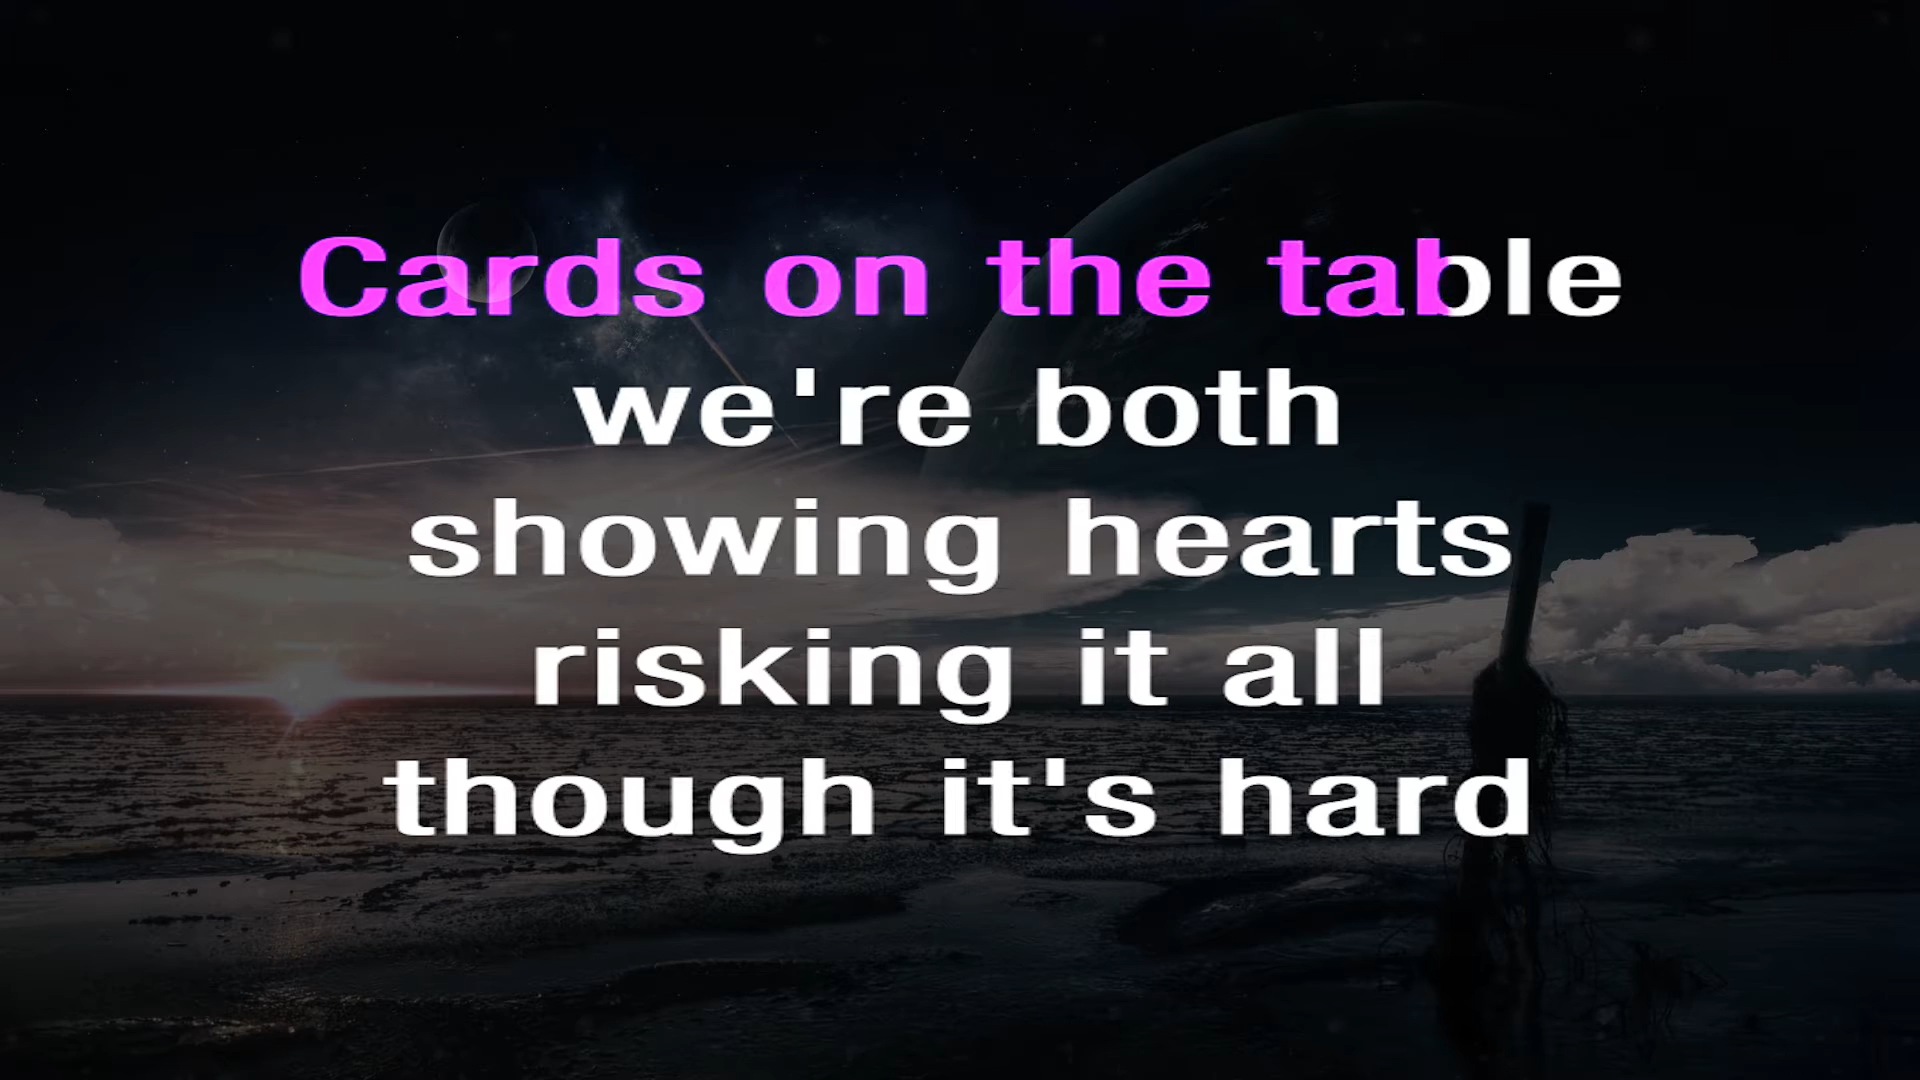 Cards on the table
we're both
showing hearts
risking it all
though it's hard